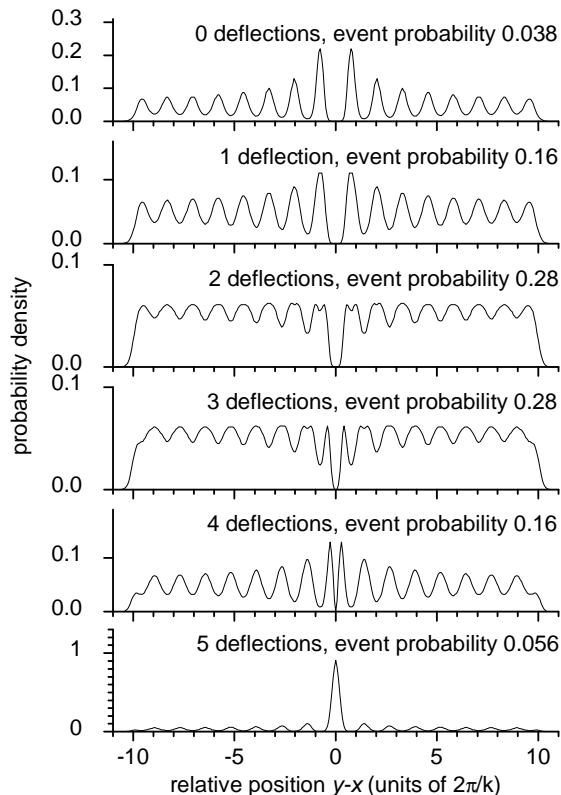 0.3
0 deflections, event probability 0.038
0.2
0.1
0.0
1 deflection, event probability 0.16
0.1
0.0
0.1
2 deflections, event probability 0.28
0.0
0.1
3 deflections, event probability 0.28
0.0
4 deflections, event probability 0.16
0.1
0.0
5 deflections, event probability 0.056
1
0
-10 -5 0 5 10
relative position y-x (units of 2π/k)
probability density